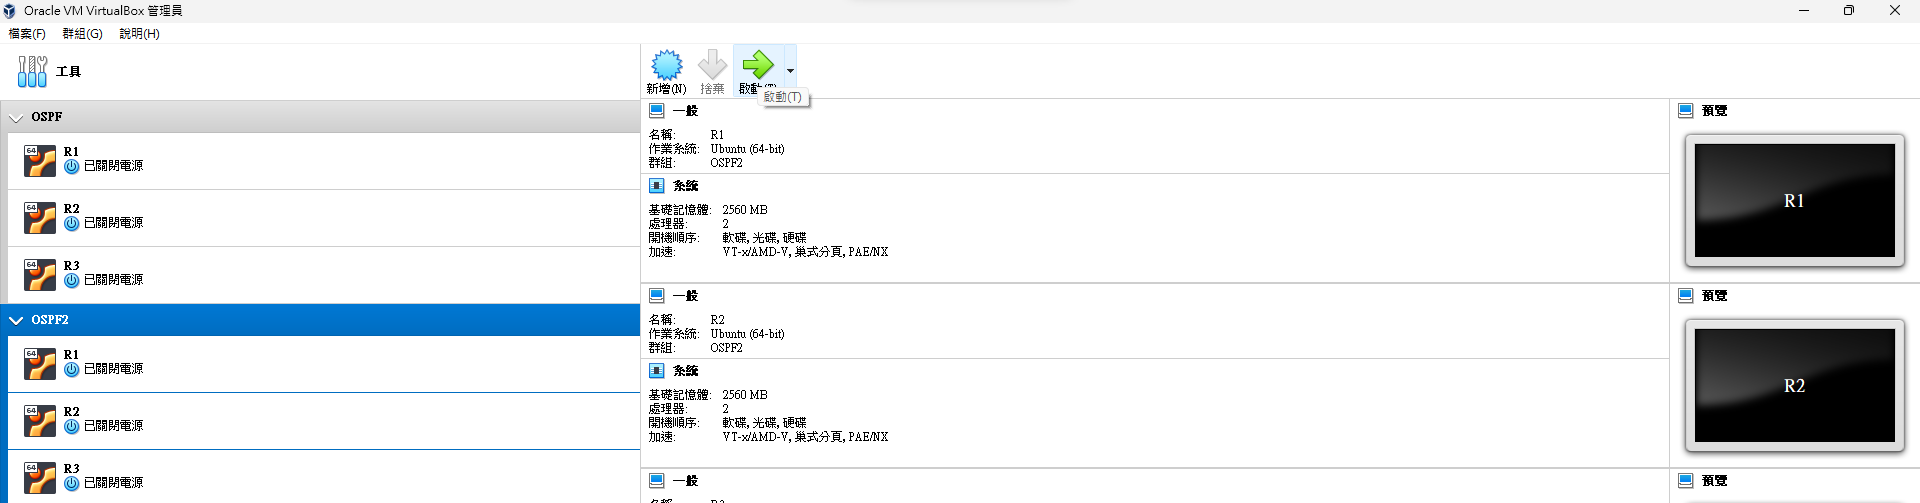 Oracle VM VirtualBox 管理員
檔案(F) 群組(G) 說明(H)
工具
新增(N) 捨棄 啟動(T)
啟動(T)
OSPF
64 R1
已關閉電源
64 R2
已關閉電源
64 R3
已關閉電源
OSPF2
64 R1
已關閉電源
64 R2
已關閉電源
64 R3
已關閉電源
一般
名稱: R1
作業系統: Ubuntu (64-bit)
群組: OSPF2
系統
基礎記憶體: 2560 MB
處理器: 2
開機順序: 軟碟, 光碟, 硬碟
加速: VT-x/AMD-V, 巢式分頁, PAE/NX
預覽
R1
一般
名稱: R2
作業系統: Ubuntu (64-bit)
群組: OSPF2
系統
基礎記憶體: 2560 MB
處理器: 2
開機順序: 軟碟, 光碟, 硬碟
加速: VT-x/AMD-V, 巢式分頁, PAE/NX
預覽
R2
一般
預覽